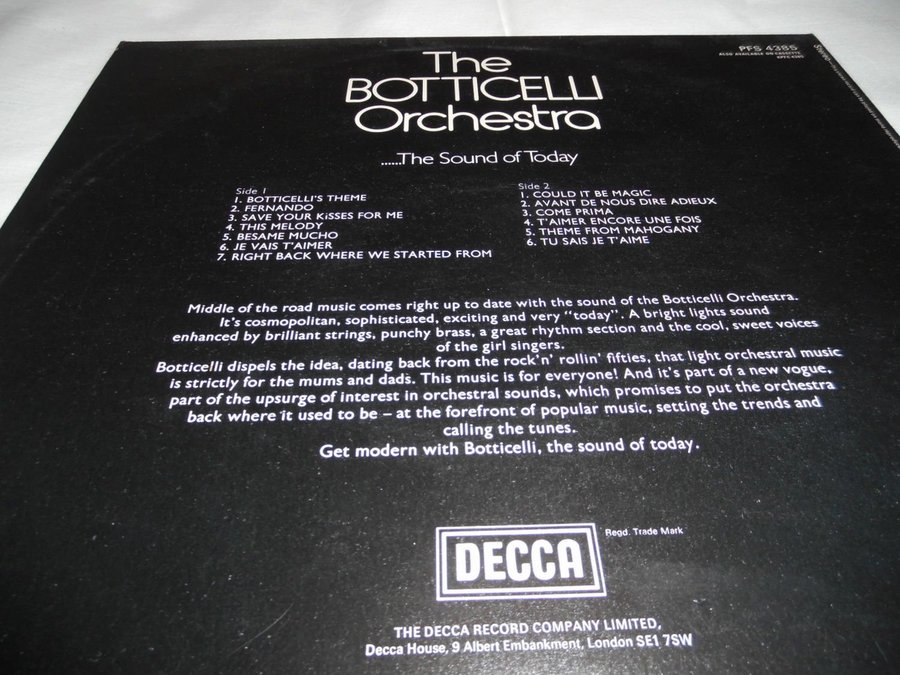 The
BOTTICELLI
Orchestra
......The Sound of Today
PFS 4385
ALSO AVAILABLE ON CASSETTE
KPFC 4385
Stereo
Side 1
1. BOTTICELLI'S THEME
2. FERNANDO
3. SAVE YOUR KiSSES FOR ME
4. THIS MELODY
5. BESAME MUCHO
6. JE VAIS T'AIMER
7. RIGHT BACK WHERE WE STARTED FROM
Side 2
1. COULD IT BE MAGIC
2. AVANT DE NOUS DIRE ADIEUX
3. COME PRIMA
4. T'AIMER ENCORE UNE FOIS
5. THEME FROM MAHOGANY
6. TU SAIS JE T'AIME
Middle of the road music comes right up to date with the sound of the Botticelli Orchestra.
It's cosmopolitan, sophisticated, exciting and very "today". A bright lights sound
enhanced by brilliant strings, punchy brass, a great rhythm section and the cool, sweet voices
of the girl singers.
Botticelli dispels the idea, dating back from the rock'n' rollin' fifties, that light orchestral music
is strictly for the mums and dads. This music is for everyone! And it's part of a new vogue,
part of the upsurge of interest in orchestral sounds, which promises to put the orchestra
back where it used to be – at the forefront of popular music, setting the trends and
calling the tunes.
Get modern with Botticelli, the sound of today.
DECCA
Regd. Trade Mark
THE DECCA RECORD COMPANY LIMITED,
Decca House, 9 Albert Embankment, London SE1 7SW